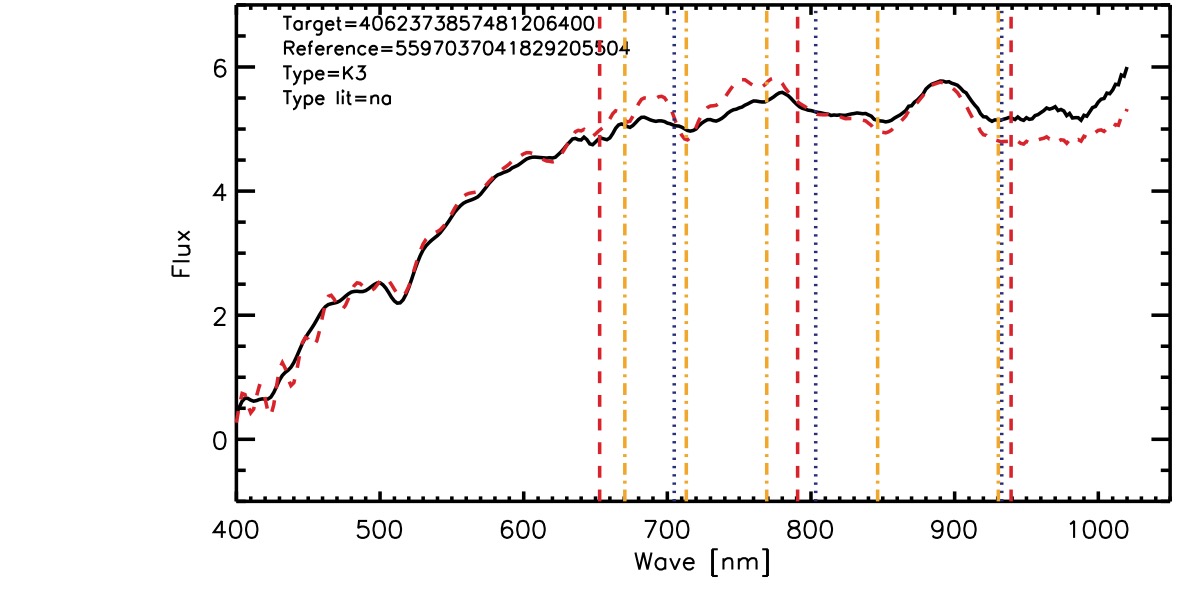 Target=4062373857481206400
Reference=5597037041829205504
Type=K3
Type lit=na
6
4
2
0
Flux
400 500 600 700 800 900 1000
Wave [nm]